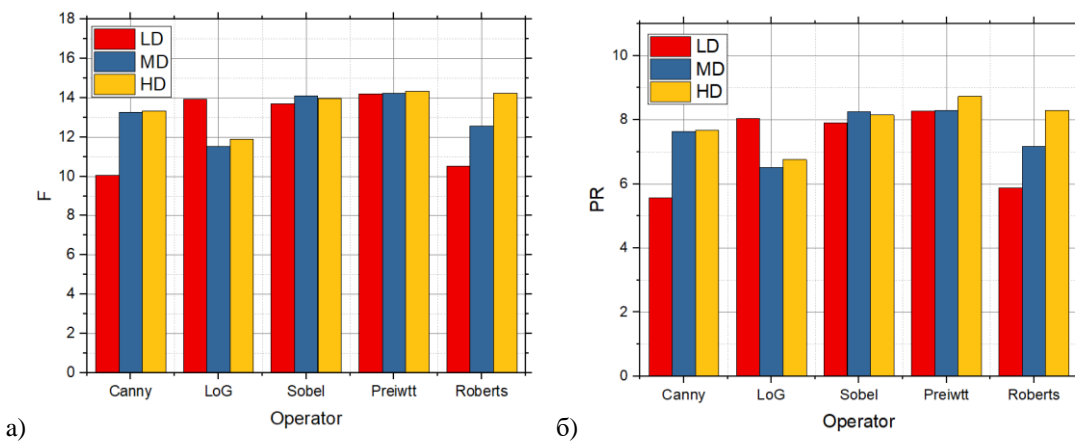 18
16
14
12
10
8
6
4
2
0
F
LD
MD
HD
Canny
LoG
Sobel
Preiwtt
Roberts
Operator
а)
10
8
6
4
2
0
PR
LD
MD
HD
Canny
LoG
Sobel
Preiwtt
Roberts
Operator
б)